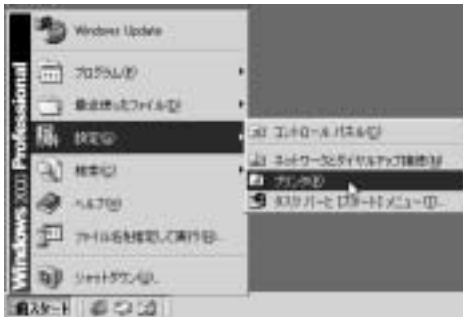 Windows Update
プログラム(P)
最近使ったファイル(D)
設定(S)
検索(C)
ヘルプ(H)
ファイル名を指定して実行(R)...
シャットダウン(U)...
コントロール パネル(C)
ネットワークとダイヤルアップ接続(N)
プリンタ(P)
タスク バーと [スタート] メニュー(T)...
Windows 2000 Professional
スタート